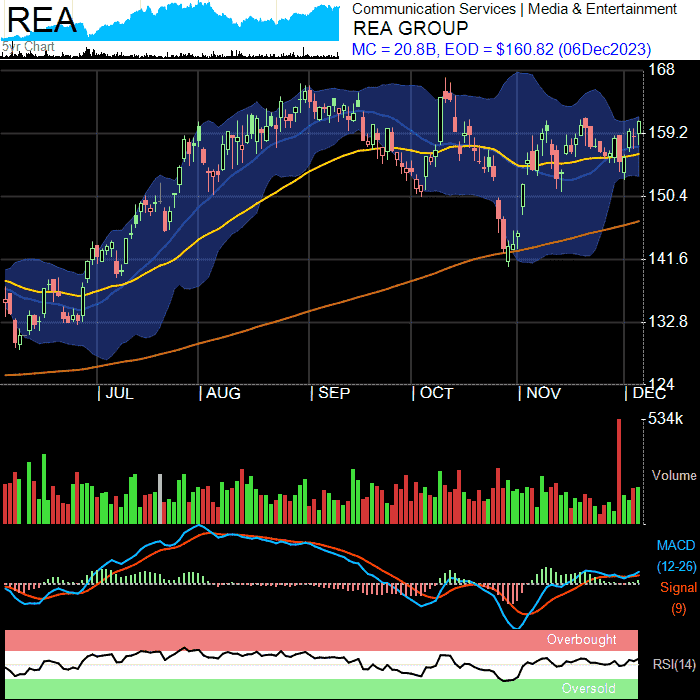 REA
5yr Chart
Communication Services | Media & Entertainment
REA GROUP
MC = 20.8B, EOD = $160.82 (06Dec2023)
168
159.2
150.4
141.6
132.8
124
| JUL | AUG | SEP | OCT | NOV | DEC
534k
Volume
MACD
(12-26)
Signal
(9)
Overbought
RSI(14)
Oversold